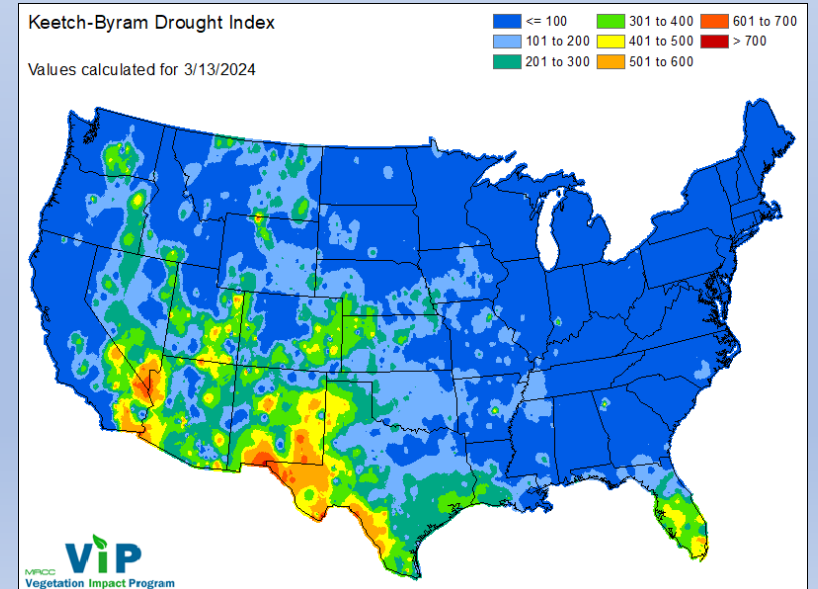 Keetch-Byram Drought Index
Values calculated for 3/13/2024
<= 100 301 to 400 601 to 700
101 to 200 401 to 500 > 700
201 to 300 501 to 600
MRCC ViP
Vegetation Impact Program